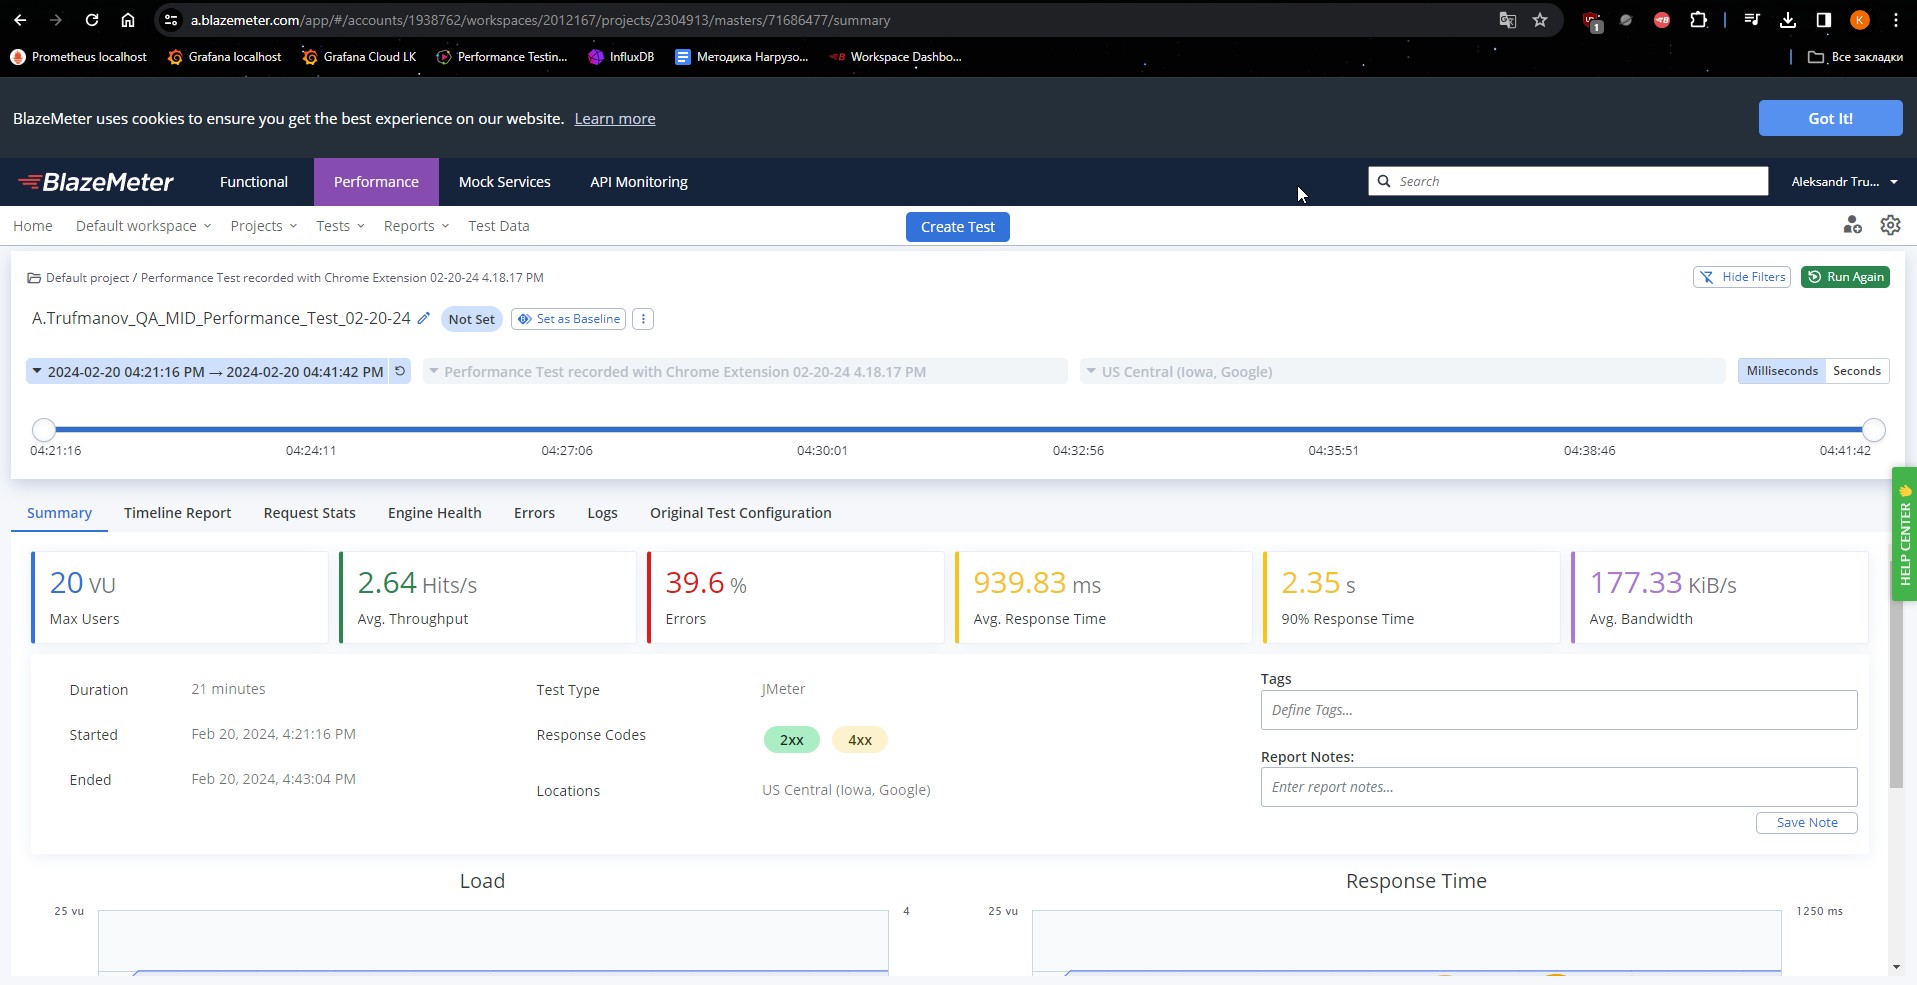 a.blazemeter.com/app/#/accounts/1938762/workspaces/2012167/projects/2304913/masters/71686477/summary
1
K
Prometheus localhost Grafana localhost Grafana Cloud LK Performance Testin... InfluxDB Методика Нагрузо... Workspace Dashbo... Все закладки
BlazeMeter uses cookies to ensure you get the best experience on our website. Learn more Got It!
BlazeMeter Functional Performance Mock Services API Monitoring Search Aleksandr Tru...
Home Default workspace Projects Tests Reports Test Data Create Test
Default project / Performance Test recorded with Chrome Extension 02-20-24 4.18.17 PM Hide Filters Run Again
A.Trufmanov_QA_MID_Performance_Test_02-20-24 Not Set Set as Baseline
2024-02-20 04:21:16 PM → 2024-02-20 04:41:42 PM Performance Test recorded with Chrome Extension 02-20-24 4.18.17 PM US Central (Iowa, Google) Milliseconds Seconds
04:21:16 04:24:11 04:27:06 04:30:01 04:32:56 04:35:51 04:38:46 04:41:42
HELP CENTER
Summary Timeline Report Request Stats Engine Health Errors Logs Original Test Configuration
20 VU 2.64 Hits/s 39.6 % 939.83 ms 2.35 s 177.33 KiB/s
Max Users Avg. Throughput Errors Avg. Response Time 90% Response Time Avg. Bandwidth
Duration 21 minutes Test Type JMeter Tags
Define Tags...
Started Feb 20, 2024, 4:21:16 PM Response Codes 2xx 4xx
Report Notes:
Ended Feb 20, 2024, 4:43:04 PM Locations US Central (Iowa, Google) Enter report notes...
Save Note
Load Response Time
25 vu 4 25 vu 1250 ms